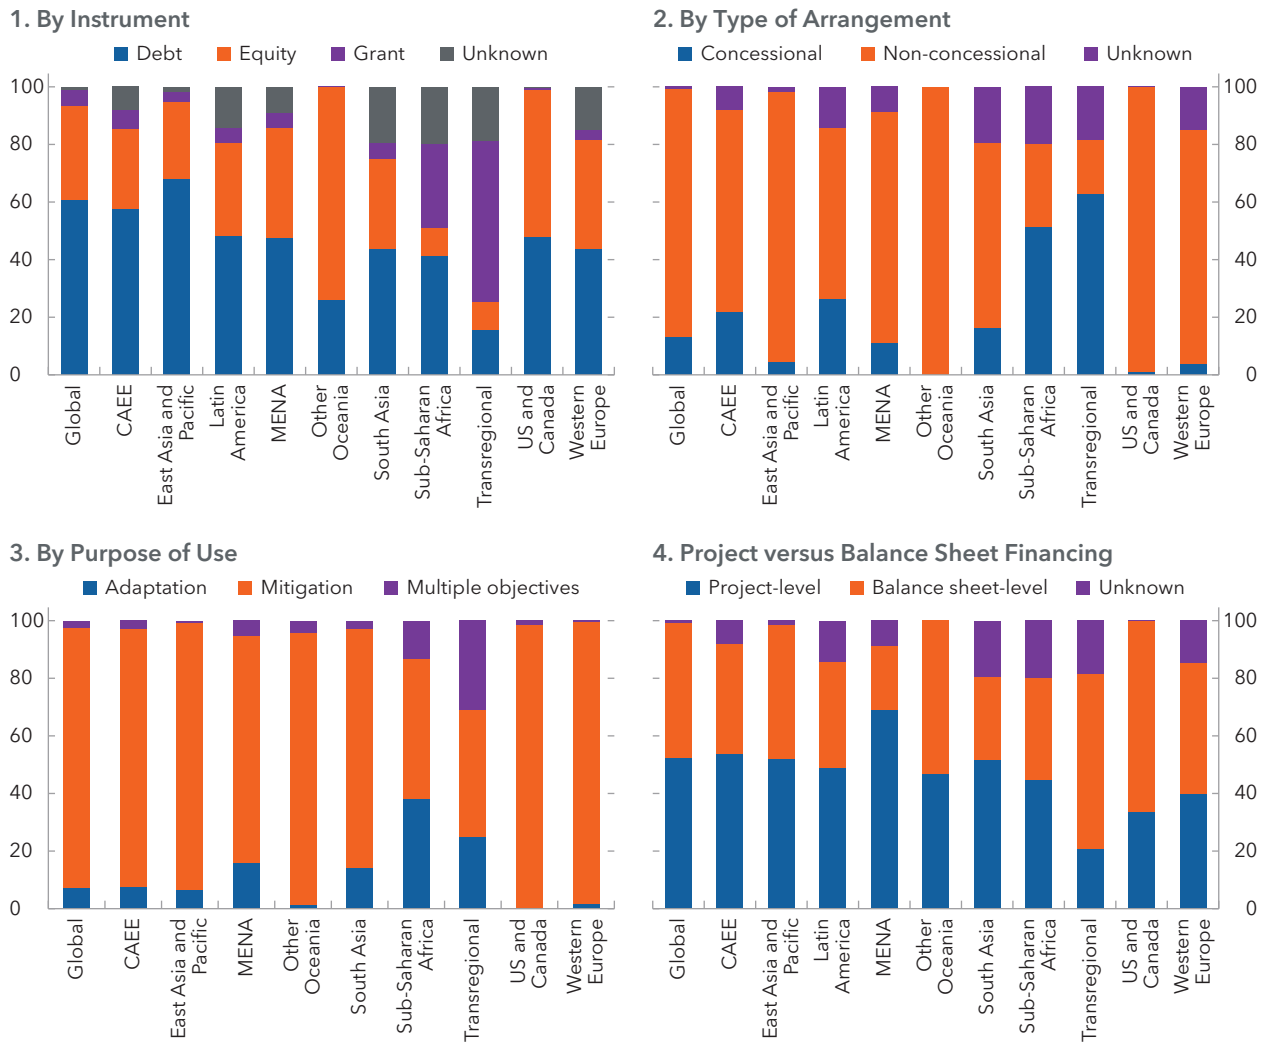 1. By Instrument
Debt Equity Grant Unknown
100
80
60
40
20
0
Global
CAEE
East Asia and
Pacific
Latin
America
MENA
Other
Oceania
South Asia
Sub-Saharan
Africa
Transregional
US and
Canada
Western
Europe
2. By Type of Arrangement
Concessional Non-concessional Unknown
100
80
60
40
20
0
Global
CAEE
East Asia and
Pacific
Latin
America
MENA
Other
Oceania
South Asia
Sub-Saharan
Africa
Transregional
US and
Canada
Western
Europe
3. By Purpose of Use
Adaptation Mitigation Multiple objectives
100
80
60
40
20
0
Global
CAEE
East Asia and
Pacific
MENA
Other
Oceania
South Asia
Sub-Saharan
Africa
Transregional
US and
Canada
Western
Europe
4. Project versus Balance Sheet Financing
Project-level Balance sheet-level Unknown
100
80
60
40
20
0
Global
CAEE
East Asia and
Pacific
Latin
America
MENA
Other
Oceania
South Asia
Sub-Saharan
Africa
Transregional
US and
Canada
Western
Europe